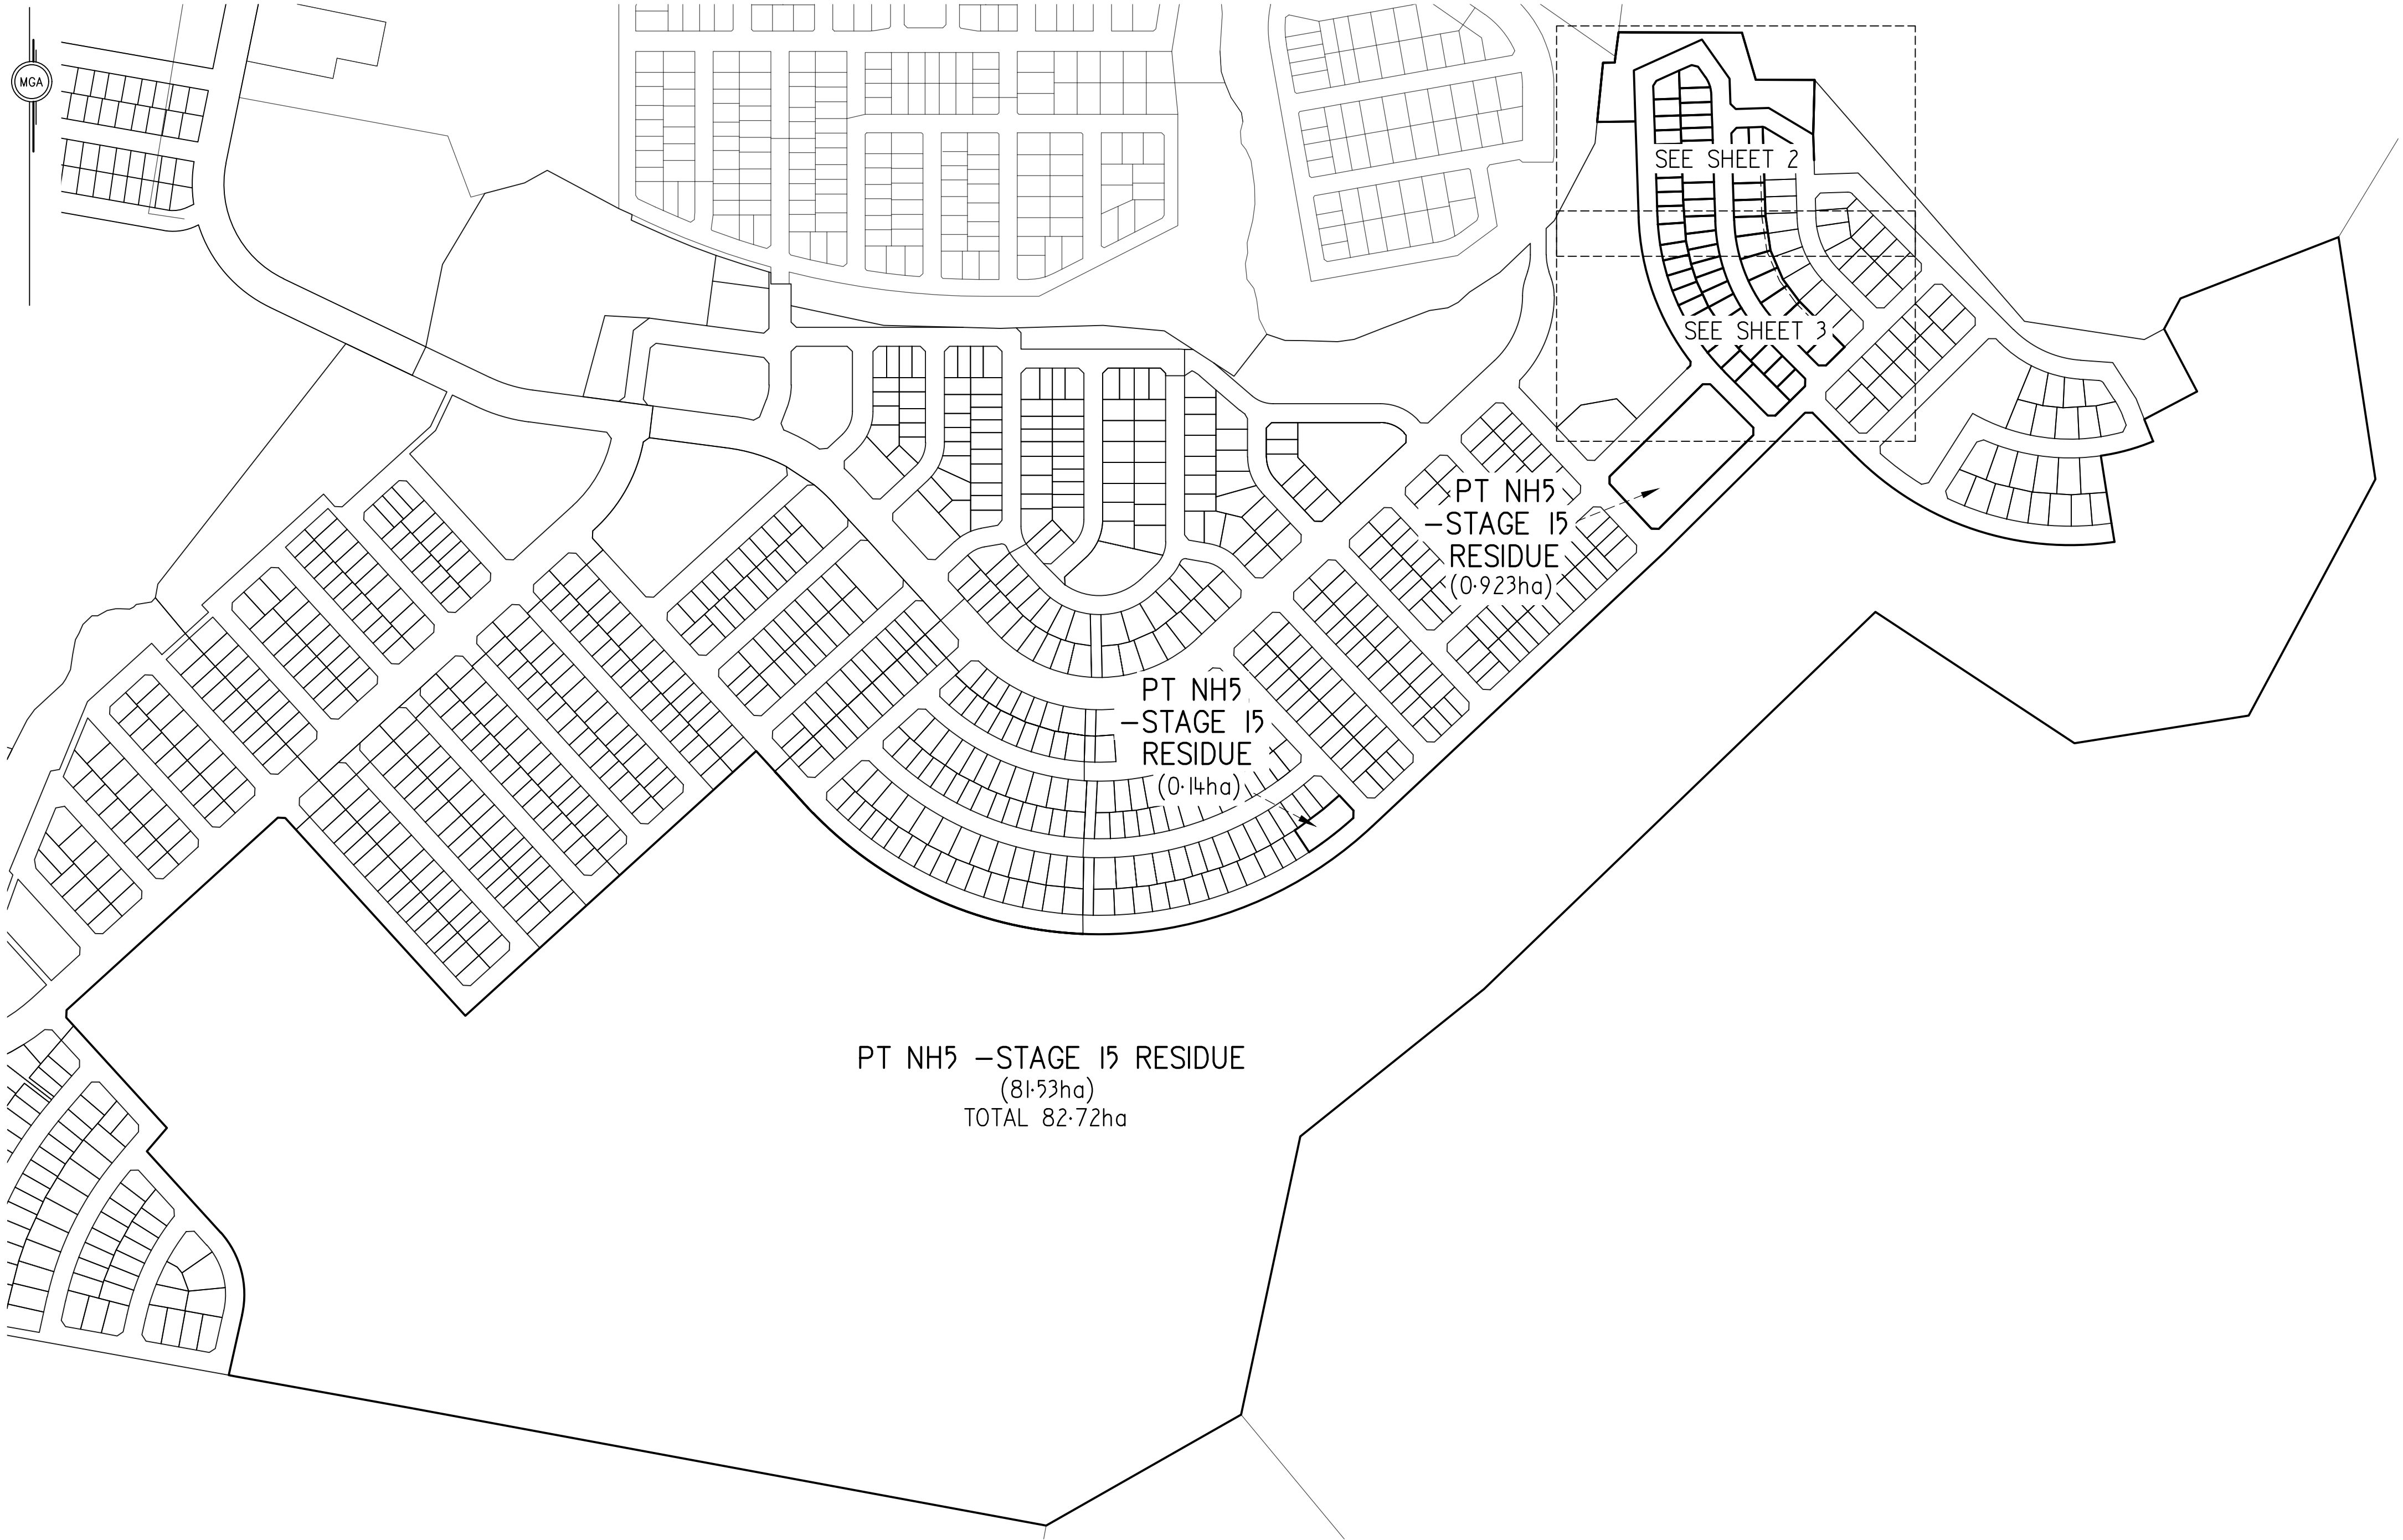 MGA
SEE SHEET 2
SEE SHEET 3
PT NH5
-STAGE 15
RESIDUE
(0·923ha)
PT NH5
-STAGE 15
RESIDUE
(0·14ha)
PT NH5 -STAGE 15 RESIDUE
(81·53ha)
TOTAL 82·72ha